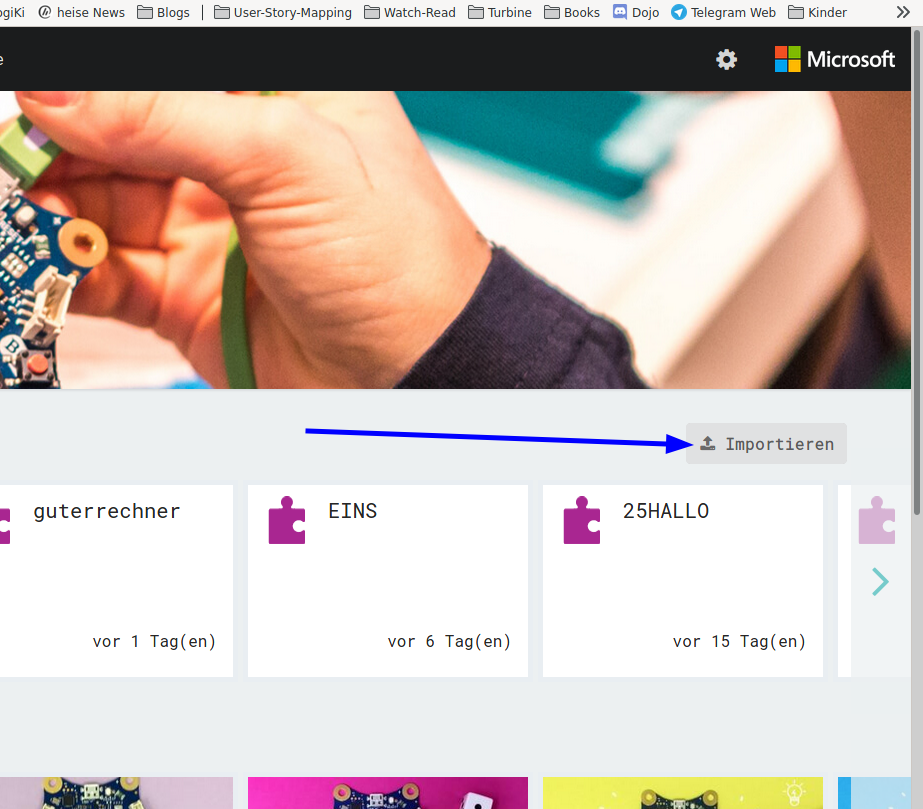 ogiKi heise News Blogs User-Story-Mapping Watch-Read Turbine Books Dojo Telegram Web Kinder
e Microsoft
B
Importieren
guterrechner EINS 25HALLO
vor 1 Tag(en) vor 6 Tag(en) vor 15 Tag(en)